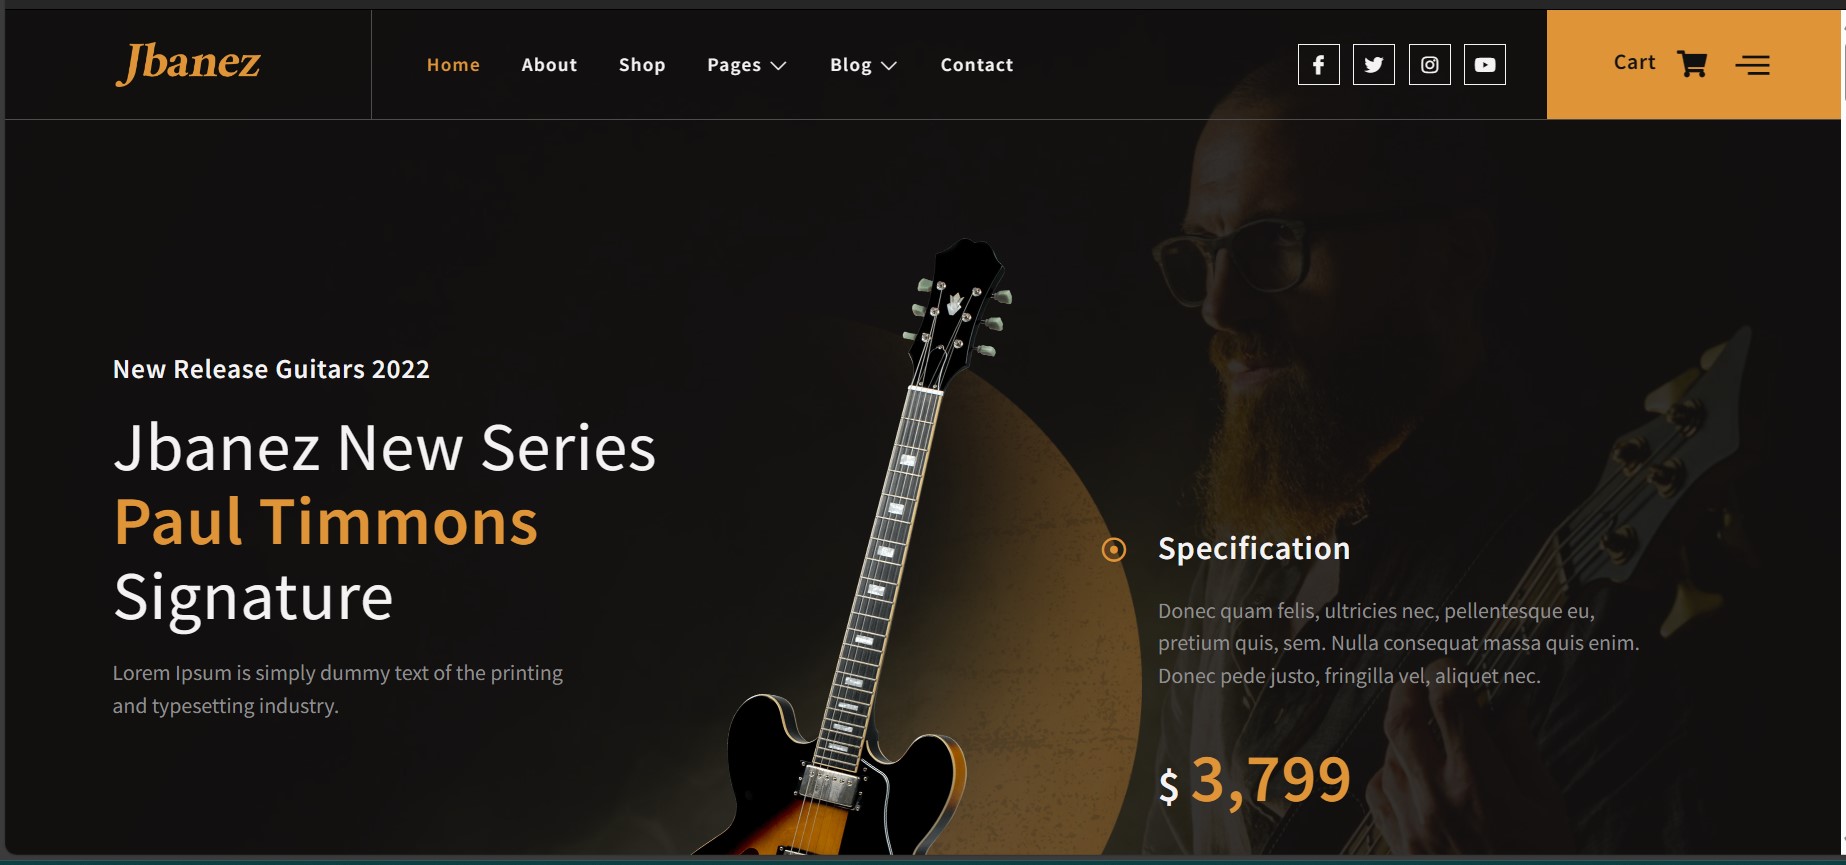 Jbanez
Home About Shop Pages Blog Contact
Cart
New Release Guitars 2022
Jbanez New Series
Paul Timmons
Signature
Lorem Ipsum is simply dummy text of the printing
and typesetting industry.
Specification
Donec quam felis, ultricies nec, pellentesque eu,
pretium quis, sem. Nulla consequat massa quis enim.
Donec pede justo, fringilla vel, aliquet nec.
$ 3,799